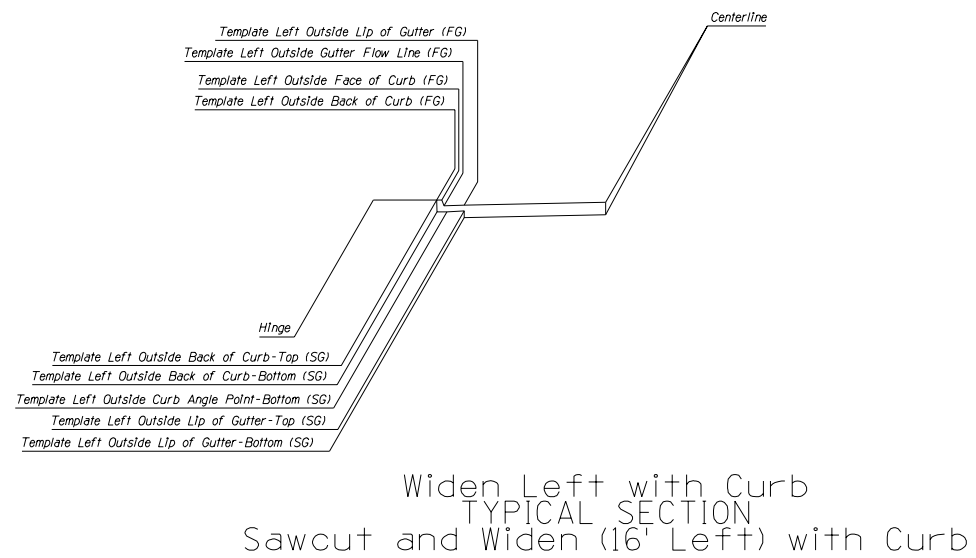 Centerline
Template Left Outside Lip of Gutter (FG)
Template Left Outside Gutter Flow Line (FG)
Template Left Outside Face of Curb (FG)
Template Left Outside Back of Curb (FG)
Hinge
Template Left Outside Back of Curb-Top (SG)
Template Left Outside Back of Curb-Bottom (SG)
Template Left Outside Curb Angle Point-Bottom (SG)
Template Left Outside Lip of Gutter-Top (SG)
Template Left Outside Lip of Gutter-Bottom (SG)
Widen Left with Curb
TYPICAL SECTION
Sawcut and Widen (16' Left) with Curb